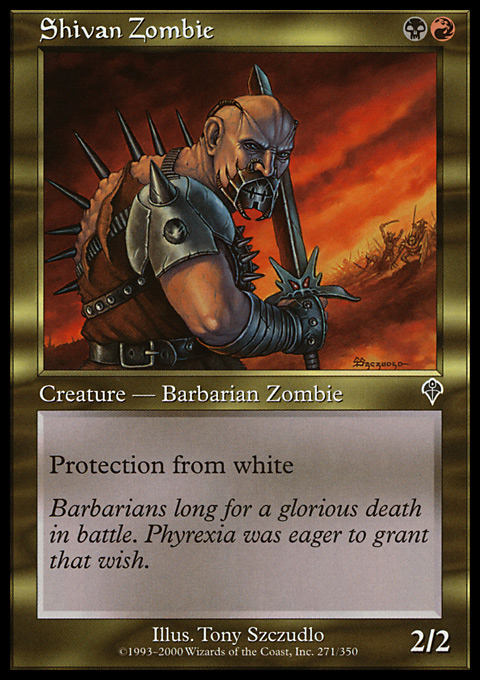 Shivan Zombie
Szczudlo
Creature — Barbarian Zombie
Protection from white
Barbarians long for a glorious death
in battle. Phyrexia was eager to grant
that wish.
Illus. Tony Szczudlo
2/2
©1993–2000 Wizards of the Coast, Inc. 271/350